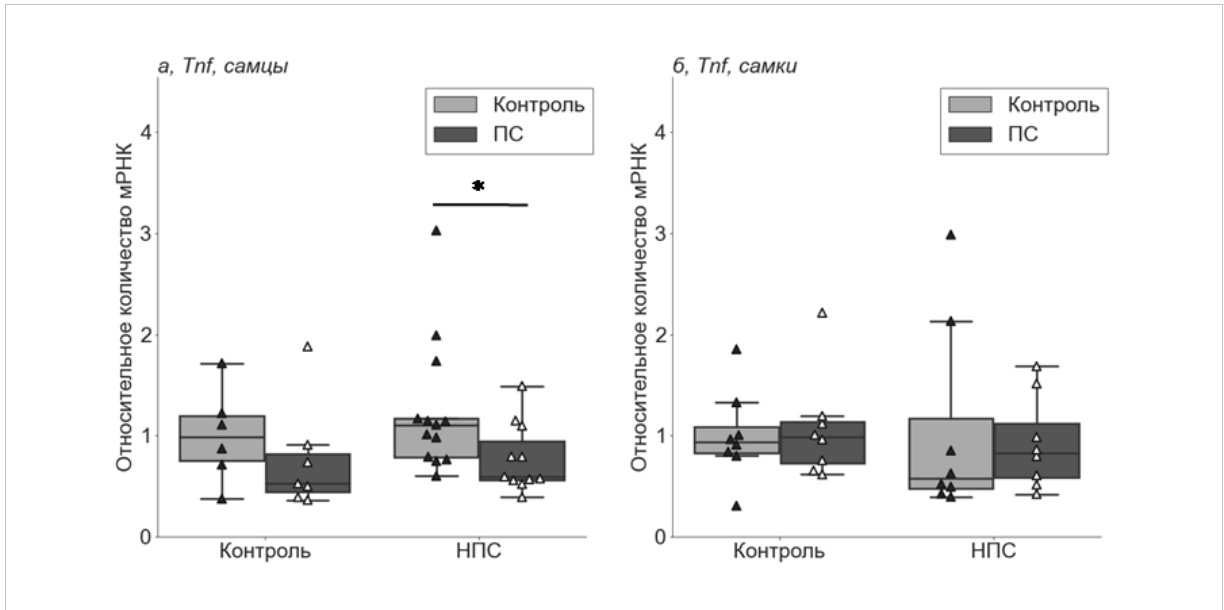 а, Tnf, самцы
Относительное количество мРНК
4
3
2
1
0
Контроль
ПС
*
Контроль
НПС
б, Tnf, самки
Относительное количество мРНК
4
3
2
1
0
Контроль
ПС
Контроль
НПС